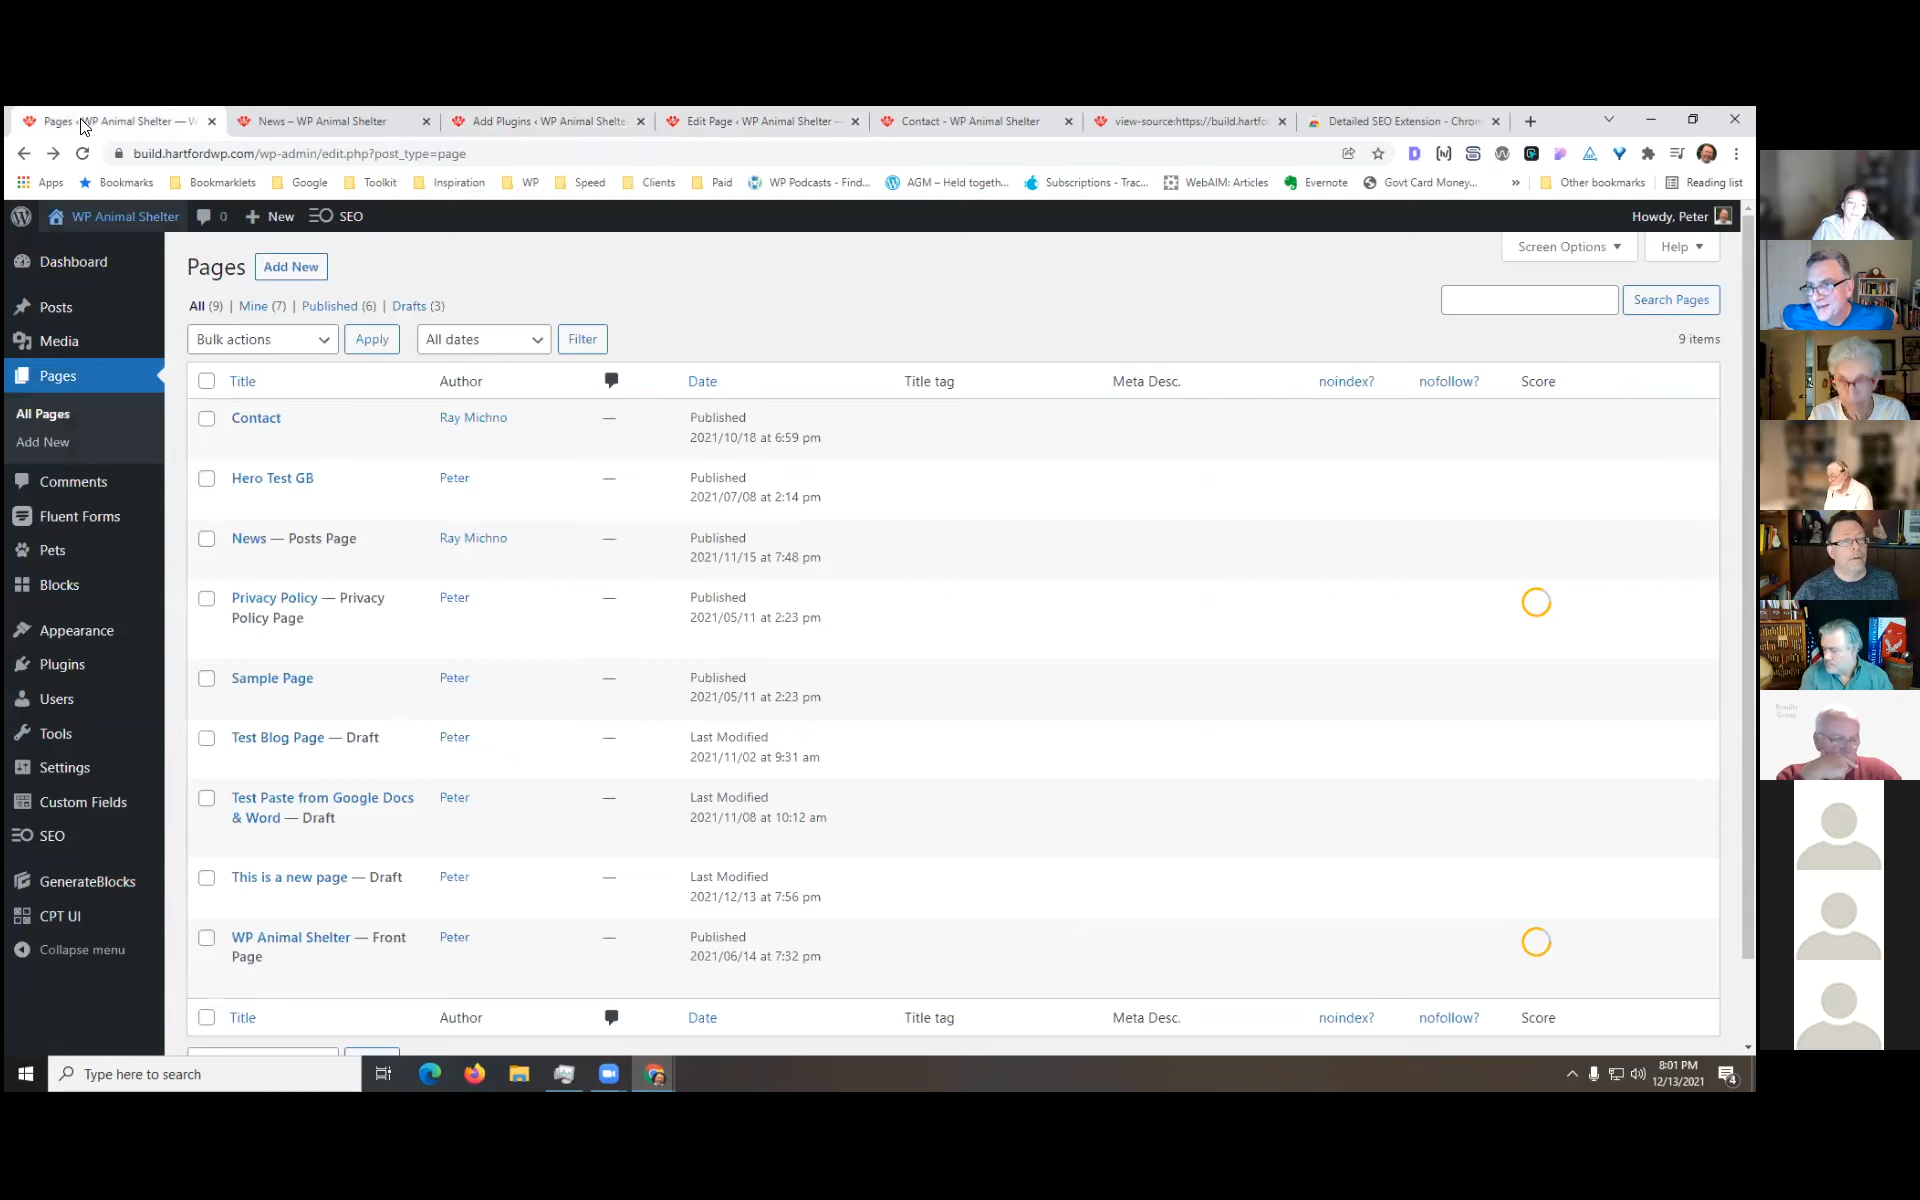 Pages ‹ WP Animal Shelter — W
News – WP Animal Shelter
Add Plugins ‹ WP Animal Shelte
Edit Page ‹ WP Animal Shelter —
Contact - WP Animal Shelter
view-source:https://build.hartfo
Detailed SEO Extension - Chron
build.hartfordwp.com/wp-admin/edit.php?post_type=page
Apps
Bookmarks
Bookmarklets
Google
Toolkit
Inspiration
WP
Speed
Clients
Paid
WP Podcasts - Find...
AGM – Held togeth...
Subscriptions - Trac...
WebAIM: Articles
Evernote
Govt Card Money...
»
Other bookmarks
Reading list
WP Animal Shelter
0
New
SEO
Howdy, Peter
Screen Options
Help
Dashboard
Posts
Media
Pages
All Pages
Add New
Comments
Fluent Forms
Pets
Blocks
Appearance
Plugins
Users
Tools
Settings
Custom Fields
SEO
GenerateBlocks
CPT UI
Collapse menu
Pages
Add New
All (9) | Mine (7) | Published (6) | Drafts (3)
Search Pages
Bulk actions
Apply
All dates
Filter
9 items
Title Author Date Title tag Meta Desc. noindex? nofollow? Score
Contact Ray Michno — Published
2021/10/18 at 6:59 pm
Hero Test GB Peter — Published
2021/07/08 at 2:14 pm
News — Posts Page Ray Michno — Published
2021/11/15 at 7:48 pm
Privacy Policy — Privacy Peter — Published
Policy Page 2021/05/11 at 2:23 pm
Sample Page Peter — Published
2021/05/11 at 2:23 pm
Test Blog Page — Draft Peter — Last Modified
2021/11/02 at 9:31 am
Test Paste from Google Docs Peter — Last Modified
& Word — Draft 2021/11/08 at 10:12 am
This is a new page — Draft Peter — Last Modified
2021/12/13 at 7:56 pm
WP Animal Shelter — Front Peter — Published
Page 2021/06/14 at 7:32 pm
Title Author Date Title tag Meta Desc. noindex? nofollow? Score
Type here to search
8:01 PM
12/13/2021
4
Results
Group